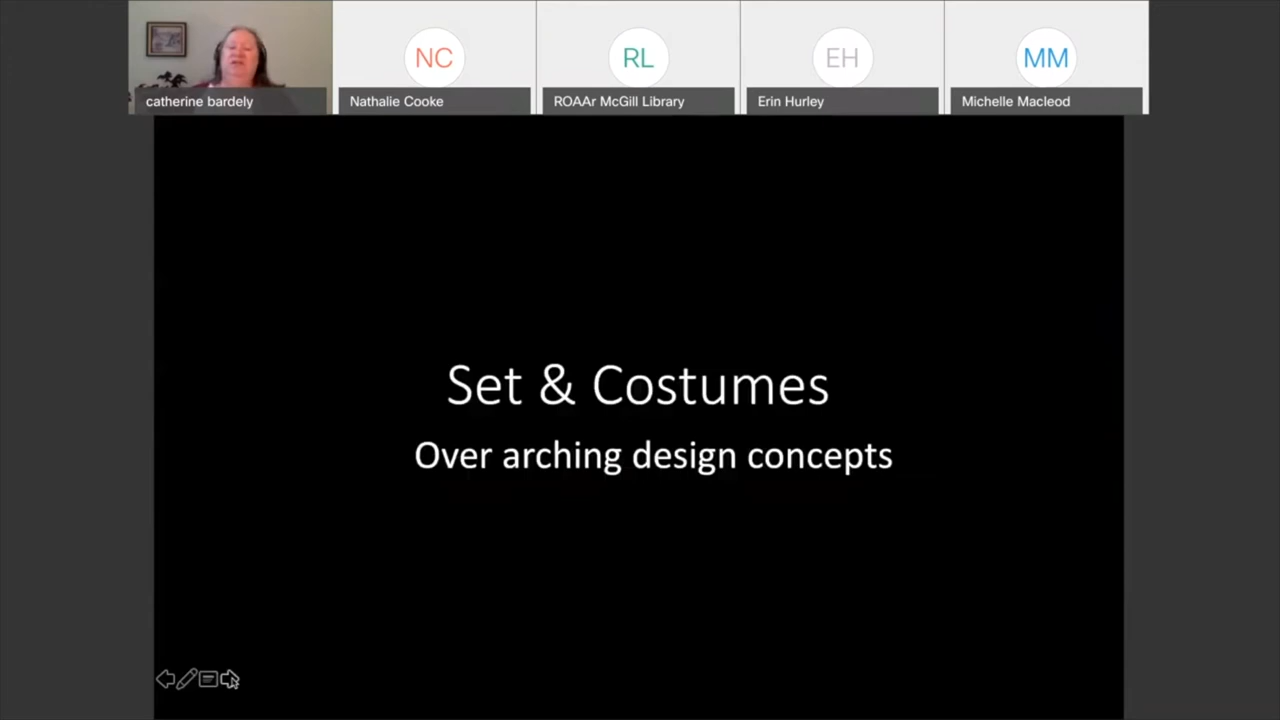 NC
RL
EH
MM
catherine bardely
Nathalie Cooke
ROAAr McGill Library
Erin Hurley
Michelle Macleod
Set & Costumes
Over arching design concepts